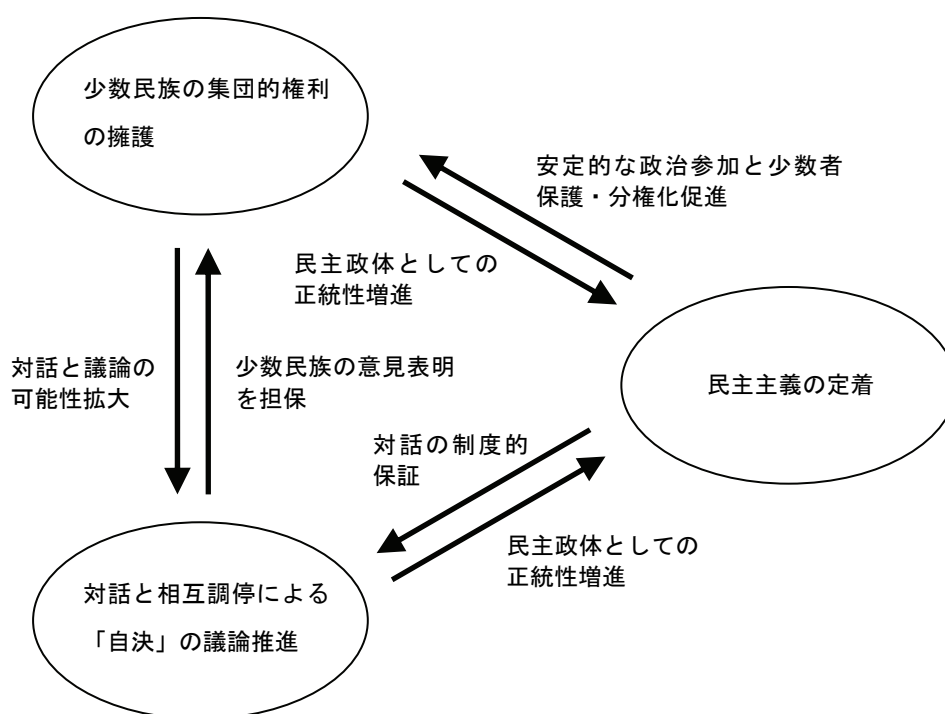 少数民族の集団的権利
の擁護
安定的な政治参加と少数者
保護・分権化促進
民主政体としての
正統性増進
対話と議論の
可能性拡大
少数民族の意見表明
を担保
民主主義の定着
対話の制度的
保証
民主政体としての
正統性増進
対話と相互調停による
「自決」の議論推進